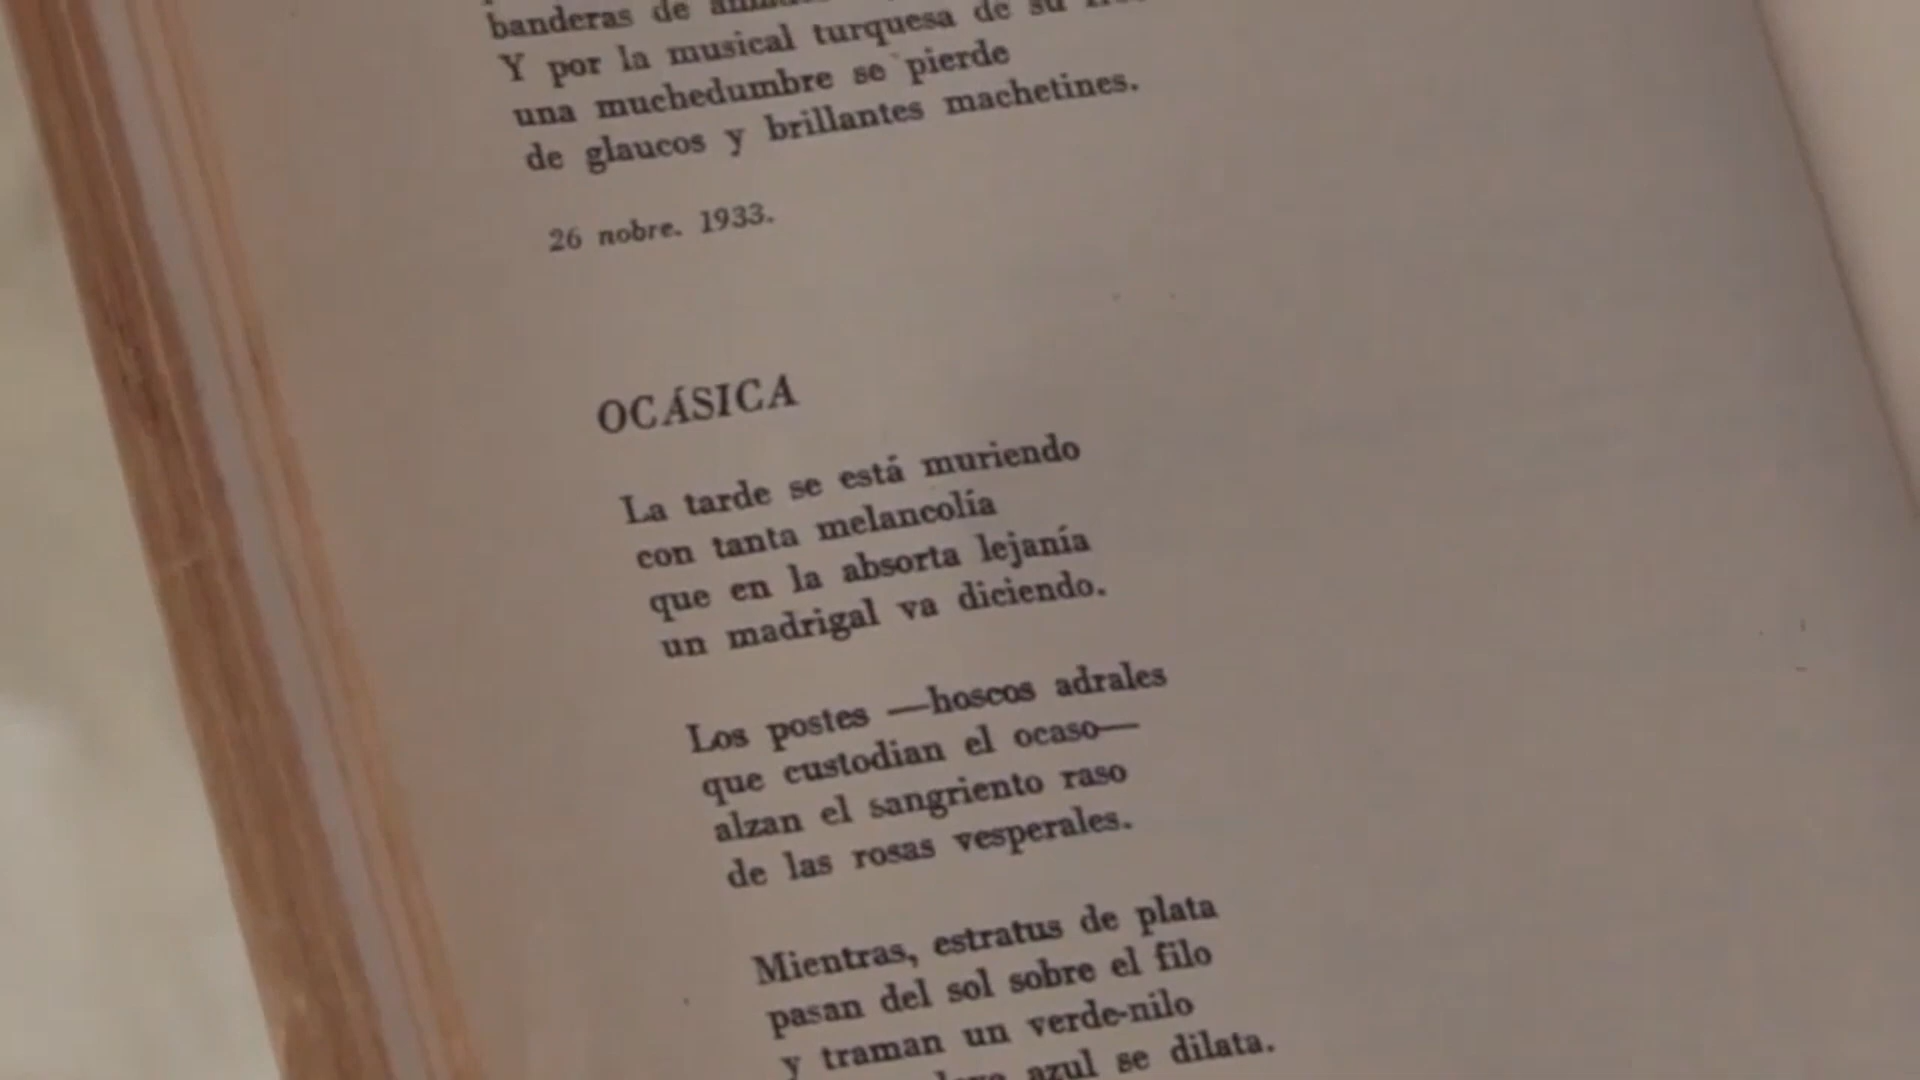 banderas de
Y por la musical turquesa de su
una muchedumbre se pierde
de glaucos y brillantes machetines.
26 nobre. 1933.
OCÁSICA
La tarde se está muriendo
con tanta melancolía
que en la absorta lejanía
un madrigal va diciendo.
Los postes —hoscos adrales
que custodian el ocaso—
alzan el sangriento raso
de las rosas vesperales.
Mientras, estratus de plata
pasan del sol sobre el filo
y traman un verde-nilo
azul se dilata.